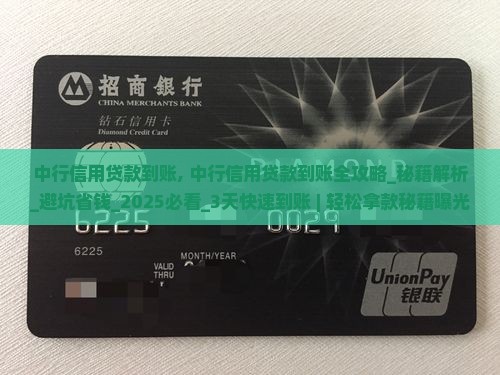 招商銀行
CHINA MERCHANTS BANK
钻石信用卡
Diamond Credit Card
DIAMOND
中行信用贷款到账, 中行信用贷款到账全攻略_秘籍解析
_避坑省钱_2025必看_3天快速到账 | 轻松拿款秘籍曝光
6225 0029
6225
MONTH/YEAR
VALID
THRU
UnionPay
银联